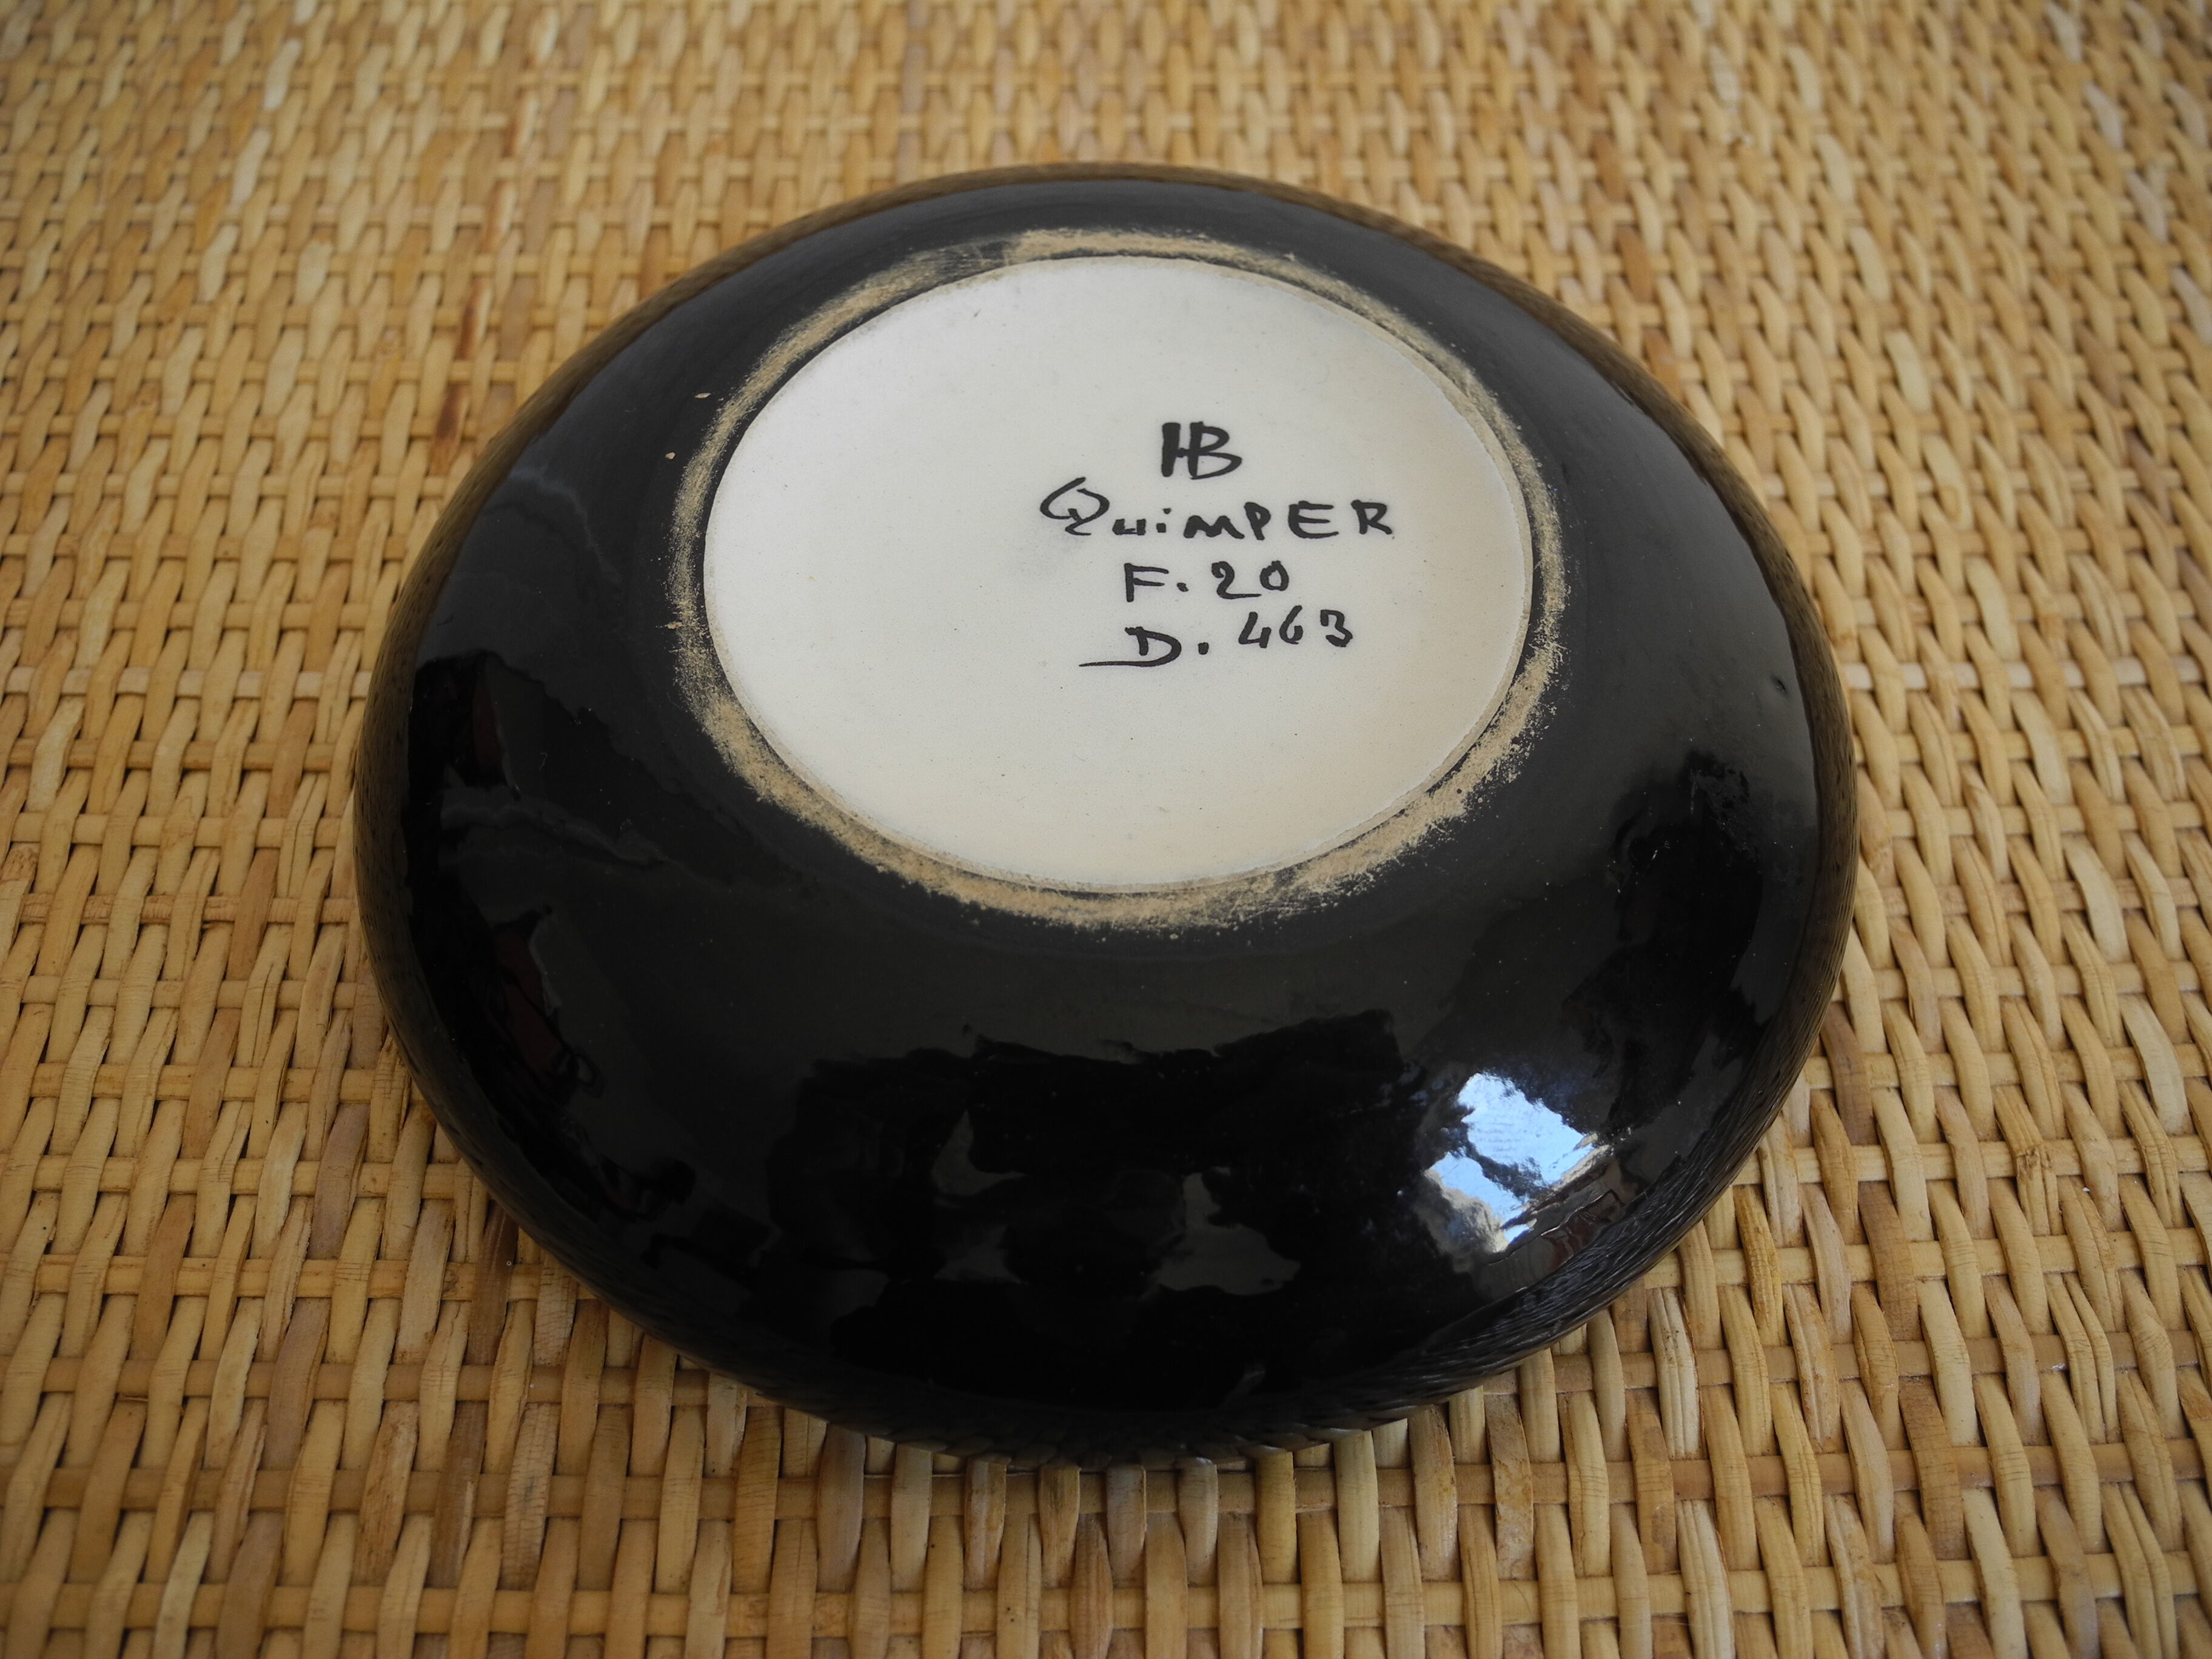 HB
QuiMPER
F. 20
D. 463